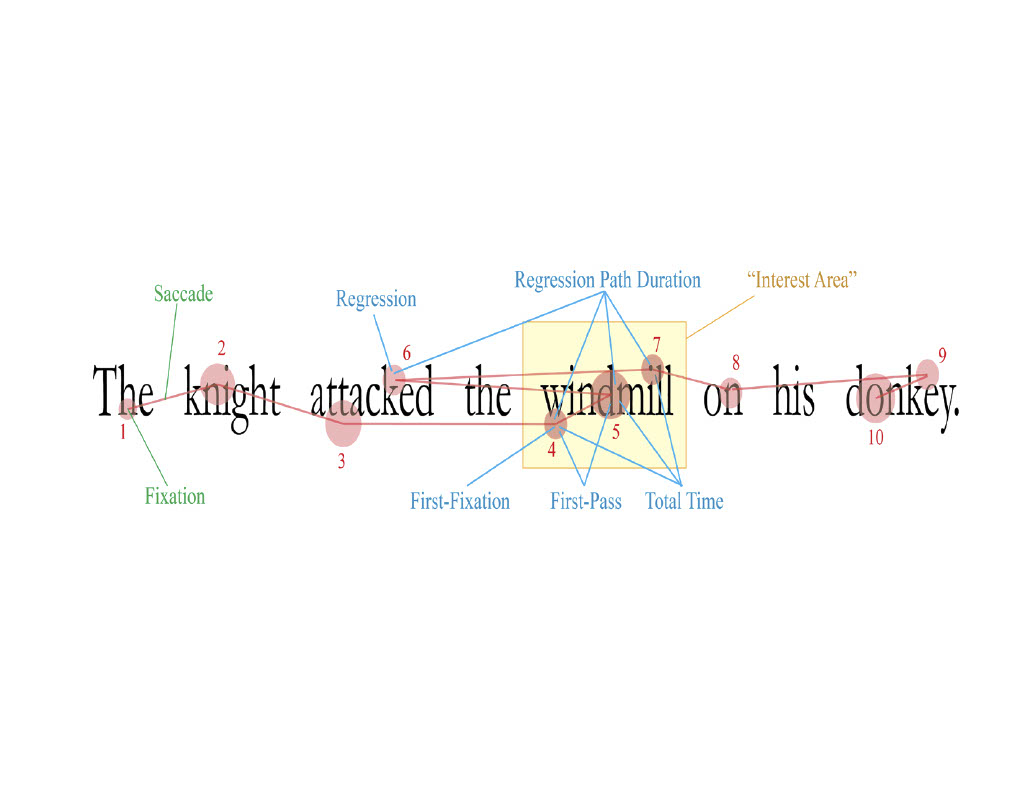 Regression Path Duration
“Interest Area”
Saccade
Regression
2
6
7
8
9
The knight attacked the windmill on his donkey.
1
3
4
5
10
Fixation
First-Fixation
First-Pass
Total Time